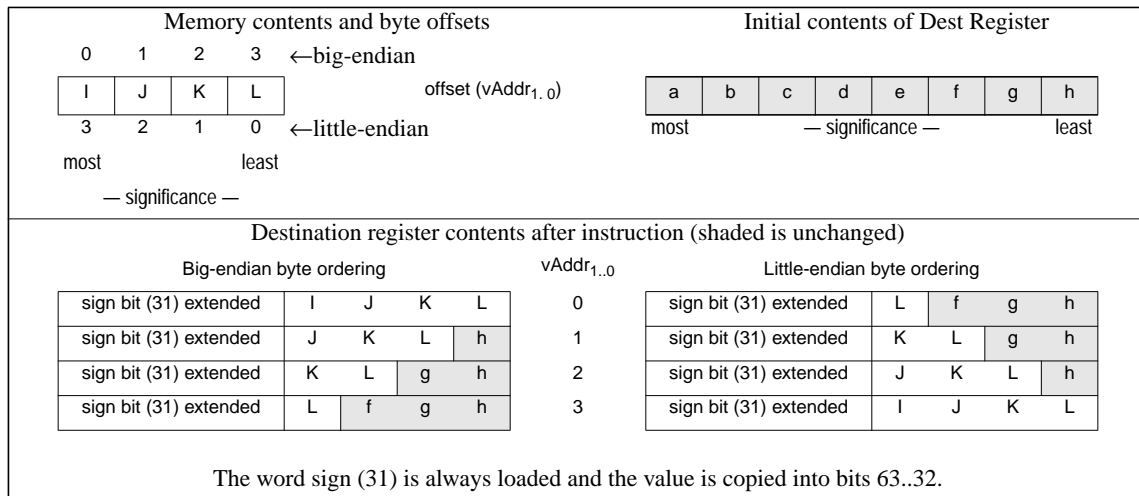 Memory contents and byte offsets
Initial contents of Dest Register
0 1 2 3 ←big-endian
I J K L
offset (vAddr1. 0)
a b c d e f g h
3 2 1 0 ←little-endian
most — significance — least
most least
— significance —
Destination register contents after instruction (shaded is unchanged)
Big-endian byte ordering vAddr1..0 Little-endian byte ordering
sign bit (31) extended I J K L 0 sign bit (31) extended L f g h
sign bit (31) extended J K L h 1 sign bit (31) extended K L g h
sign bit (31) extended K L g h 2 sign bit (31) extended J K L h
sign bit (31) extended L f g h 3 sign bit (31) extended I J K L
The word sign (31) is always loaded and the value is copied into bits 63..32.